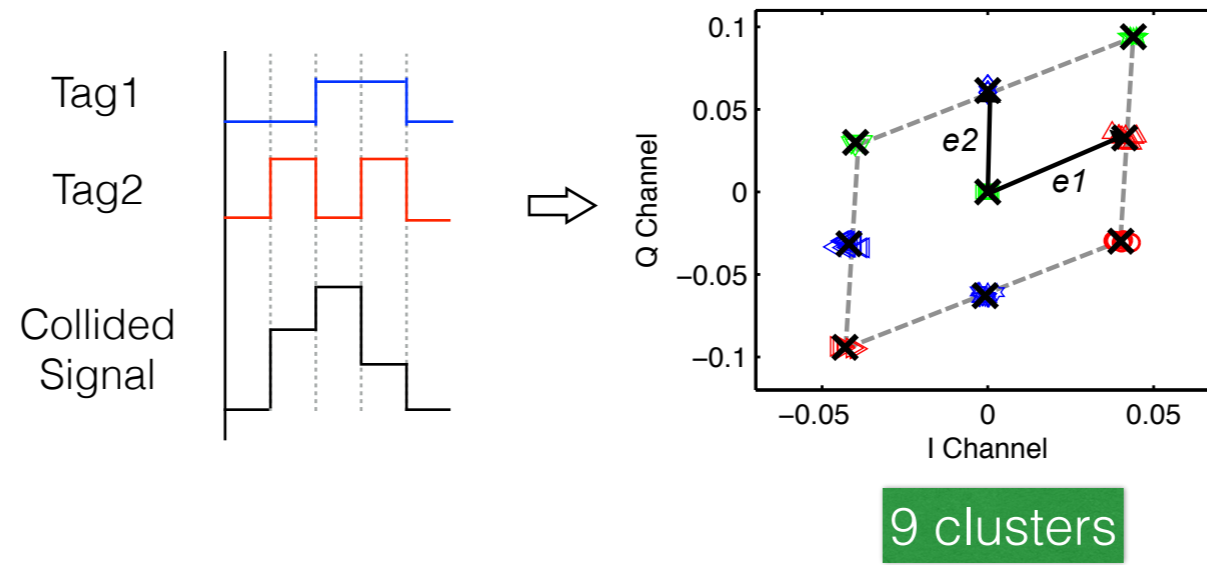 Tag1
Tag2
Collided
Signal
Q Channel
0.1
0.05
0
−0.05
−0.1
e2
e1
−0.05
0
0.05
I Channel
9 clusters